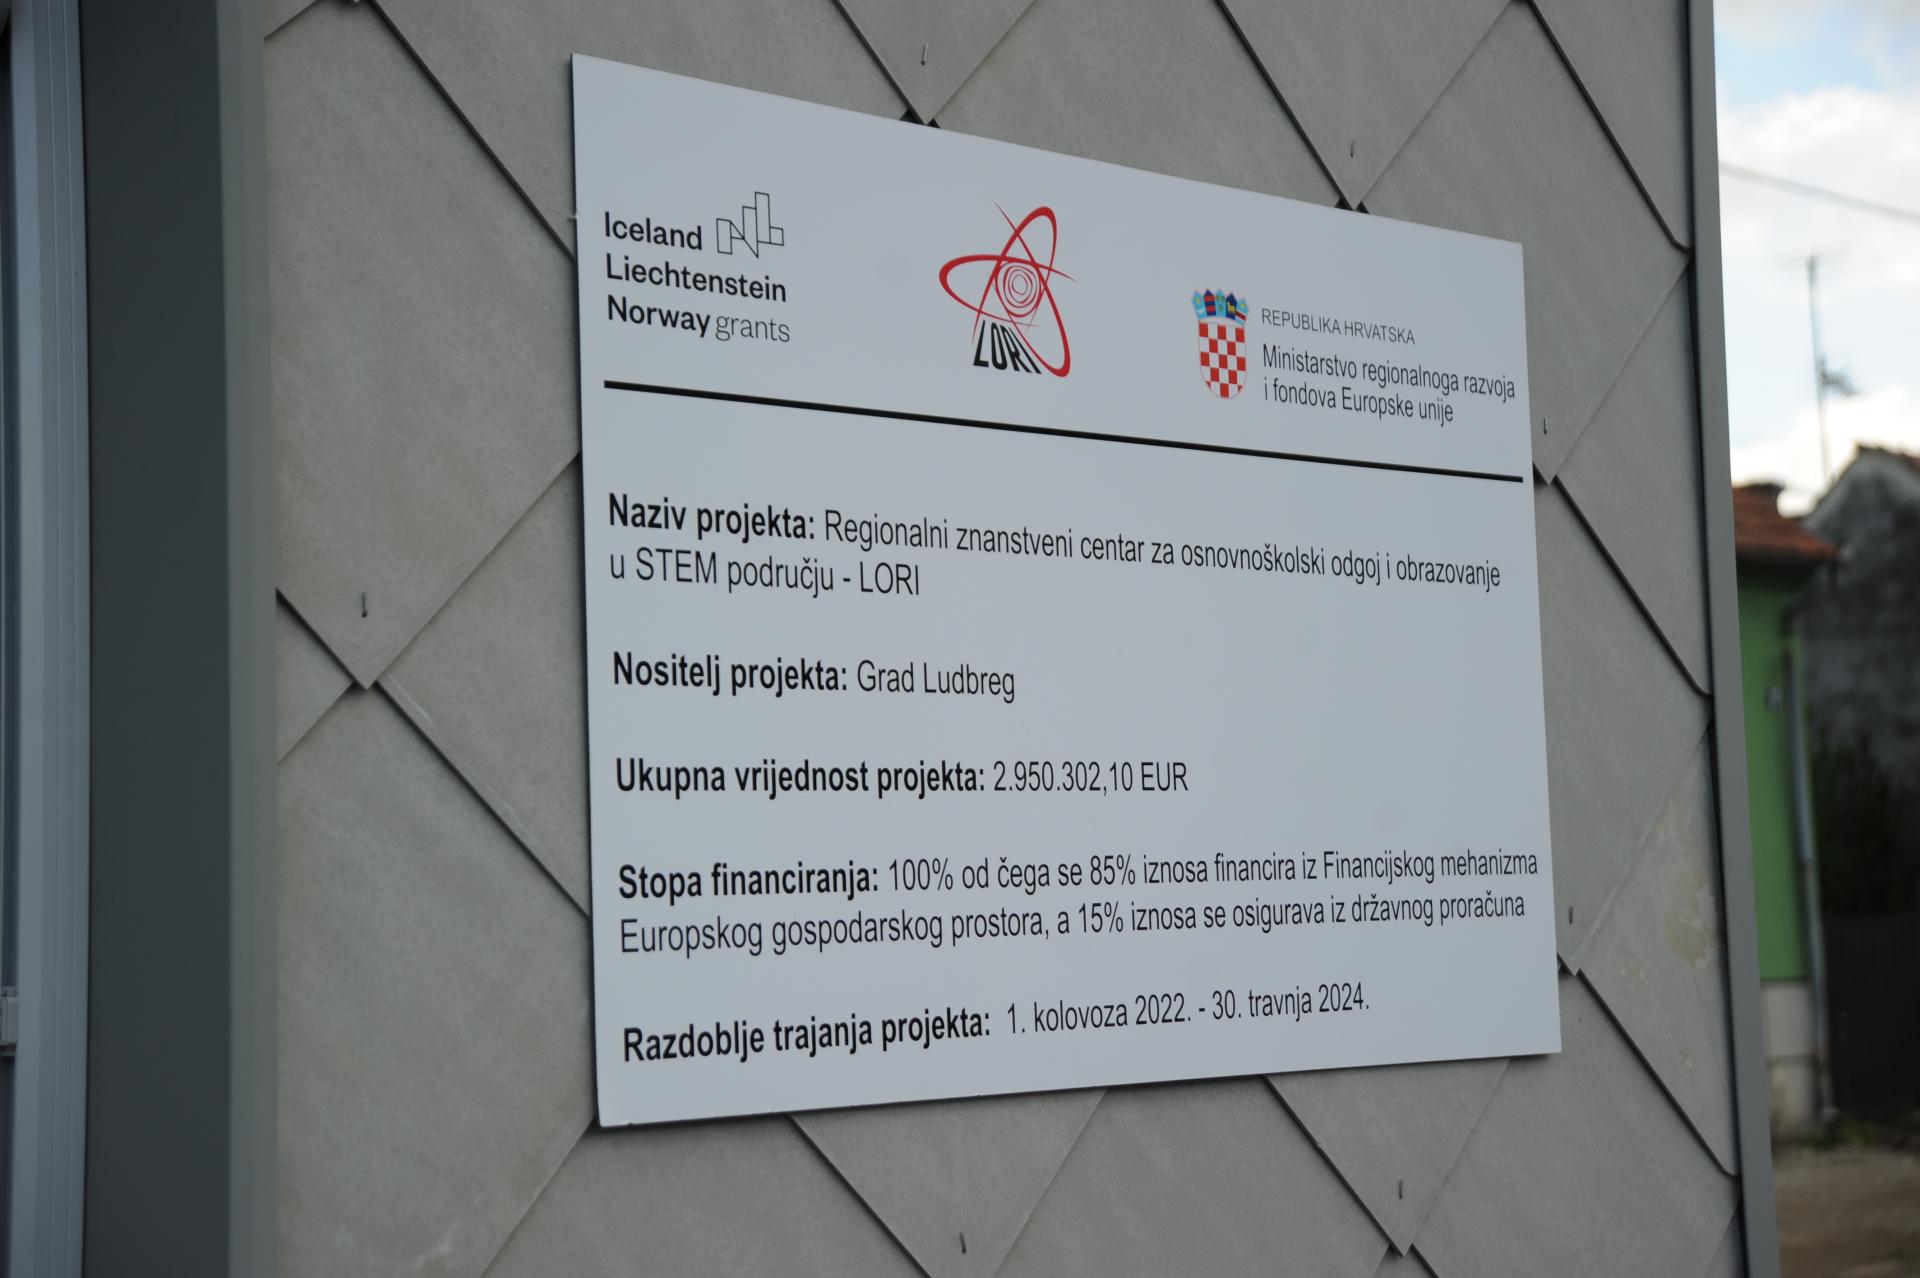 Iceland
Liechtenstein
Norway grants
LORI
REPUBLIKA HRVATSKA
Ministarstvo regionalnoga razvoja
i fondova Europske unije
Naziv projekta: Regionalni znanstveni centar za osnovnoškolski odgoj i obrazovanje
u STEM području - LORI
Nositelj projekta: Grad Ludbreg
Ukupna vrijednost projekta: 2.950.302,10 EUR
Stopa financiranja: 100% od čega se 85% iznosa financira iz Financijskog mehanizma
Europskog gospodarskog prostora, a 15% iznosa se osigurava iz državnog proračuna
Razdoblje trajanja projekta: 1. kolovoza 2022. - 30. travnja 2024.